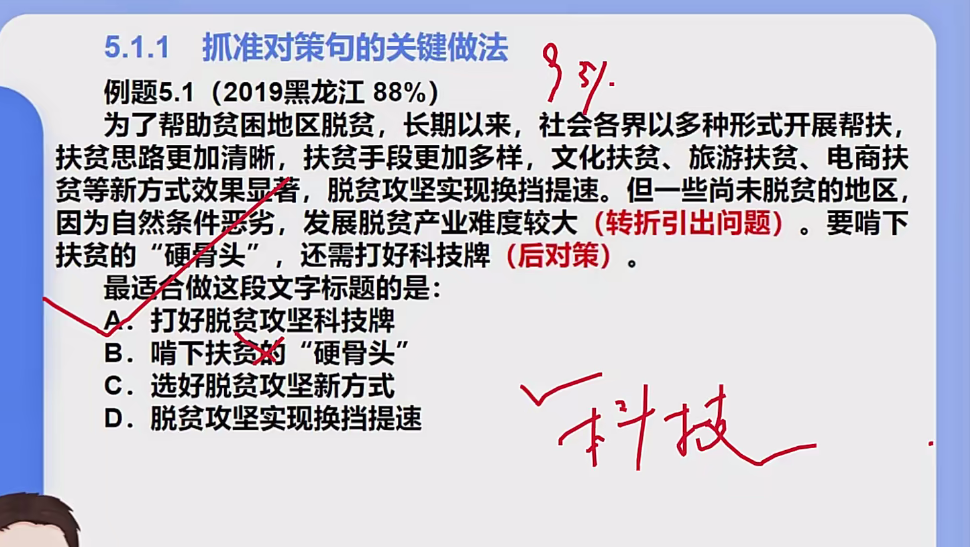 5.1.1 抓准对策句的关键做法
例题5.1（2019黑龙江 88%）
为了帮助贫困地区脱贫，长期以来，社会各界以多种形式开展帮扶，
扶贫思路更加清晰，扶贫手段更加多样，文化扶贫、旅游扶贫、电商扶
贫等新方式效果显著，脱贫攻坚实现换挡提速。但一些尚未脱贫的地区，
因为自然条件恶劣，发展脱贫产业难度较大（转折引出问题）。要啃下
扶贫的“硬骨头”，还需打好科技牌（后对策）。
最适合做这段文字标题的是：
A．打好脱贫攻坚科技牌
B．啃下扶贫的“硬骨头”
C．选好脱贫攻坚新方式
D．脱贫攻坚实现换挡提速
科技